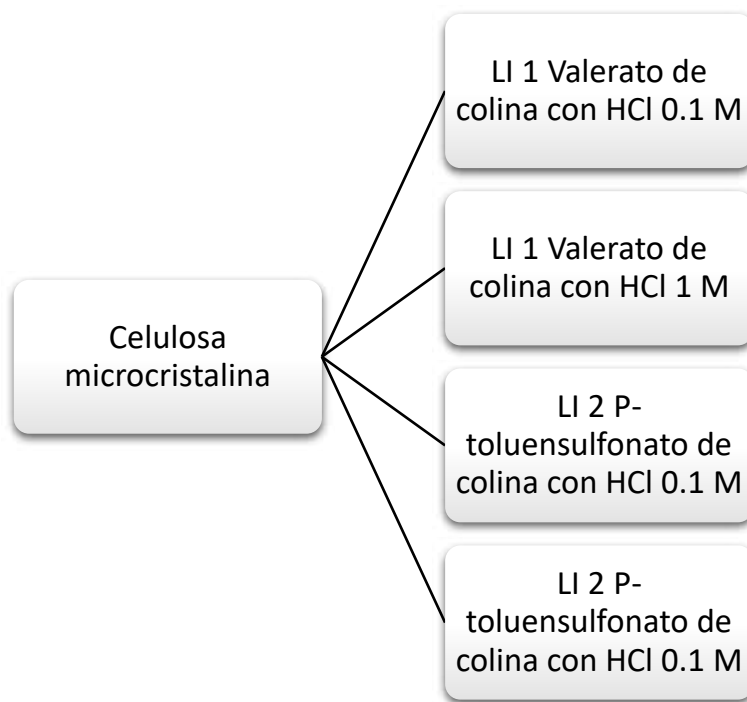 LI 1 Valerato de
colina con HCl 0.1 M
LI 1 Valerato de
colina con HCl 1 M
Celulosa
microcristalina
LI 2 P-
toluensulfonato de
colina con HCl 0.1 M
LI 2 P-
toluensulfonato de
colina con HCl 0.1 M